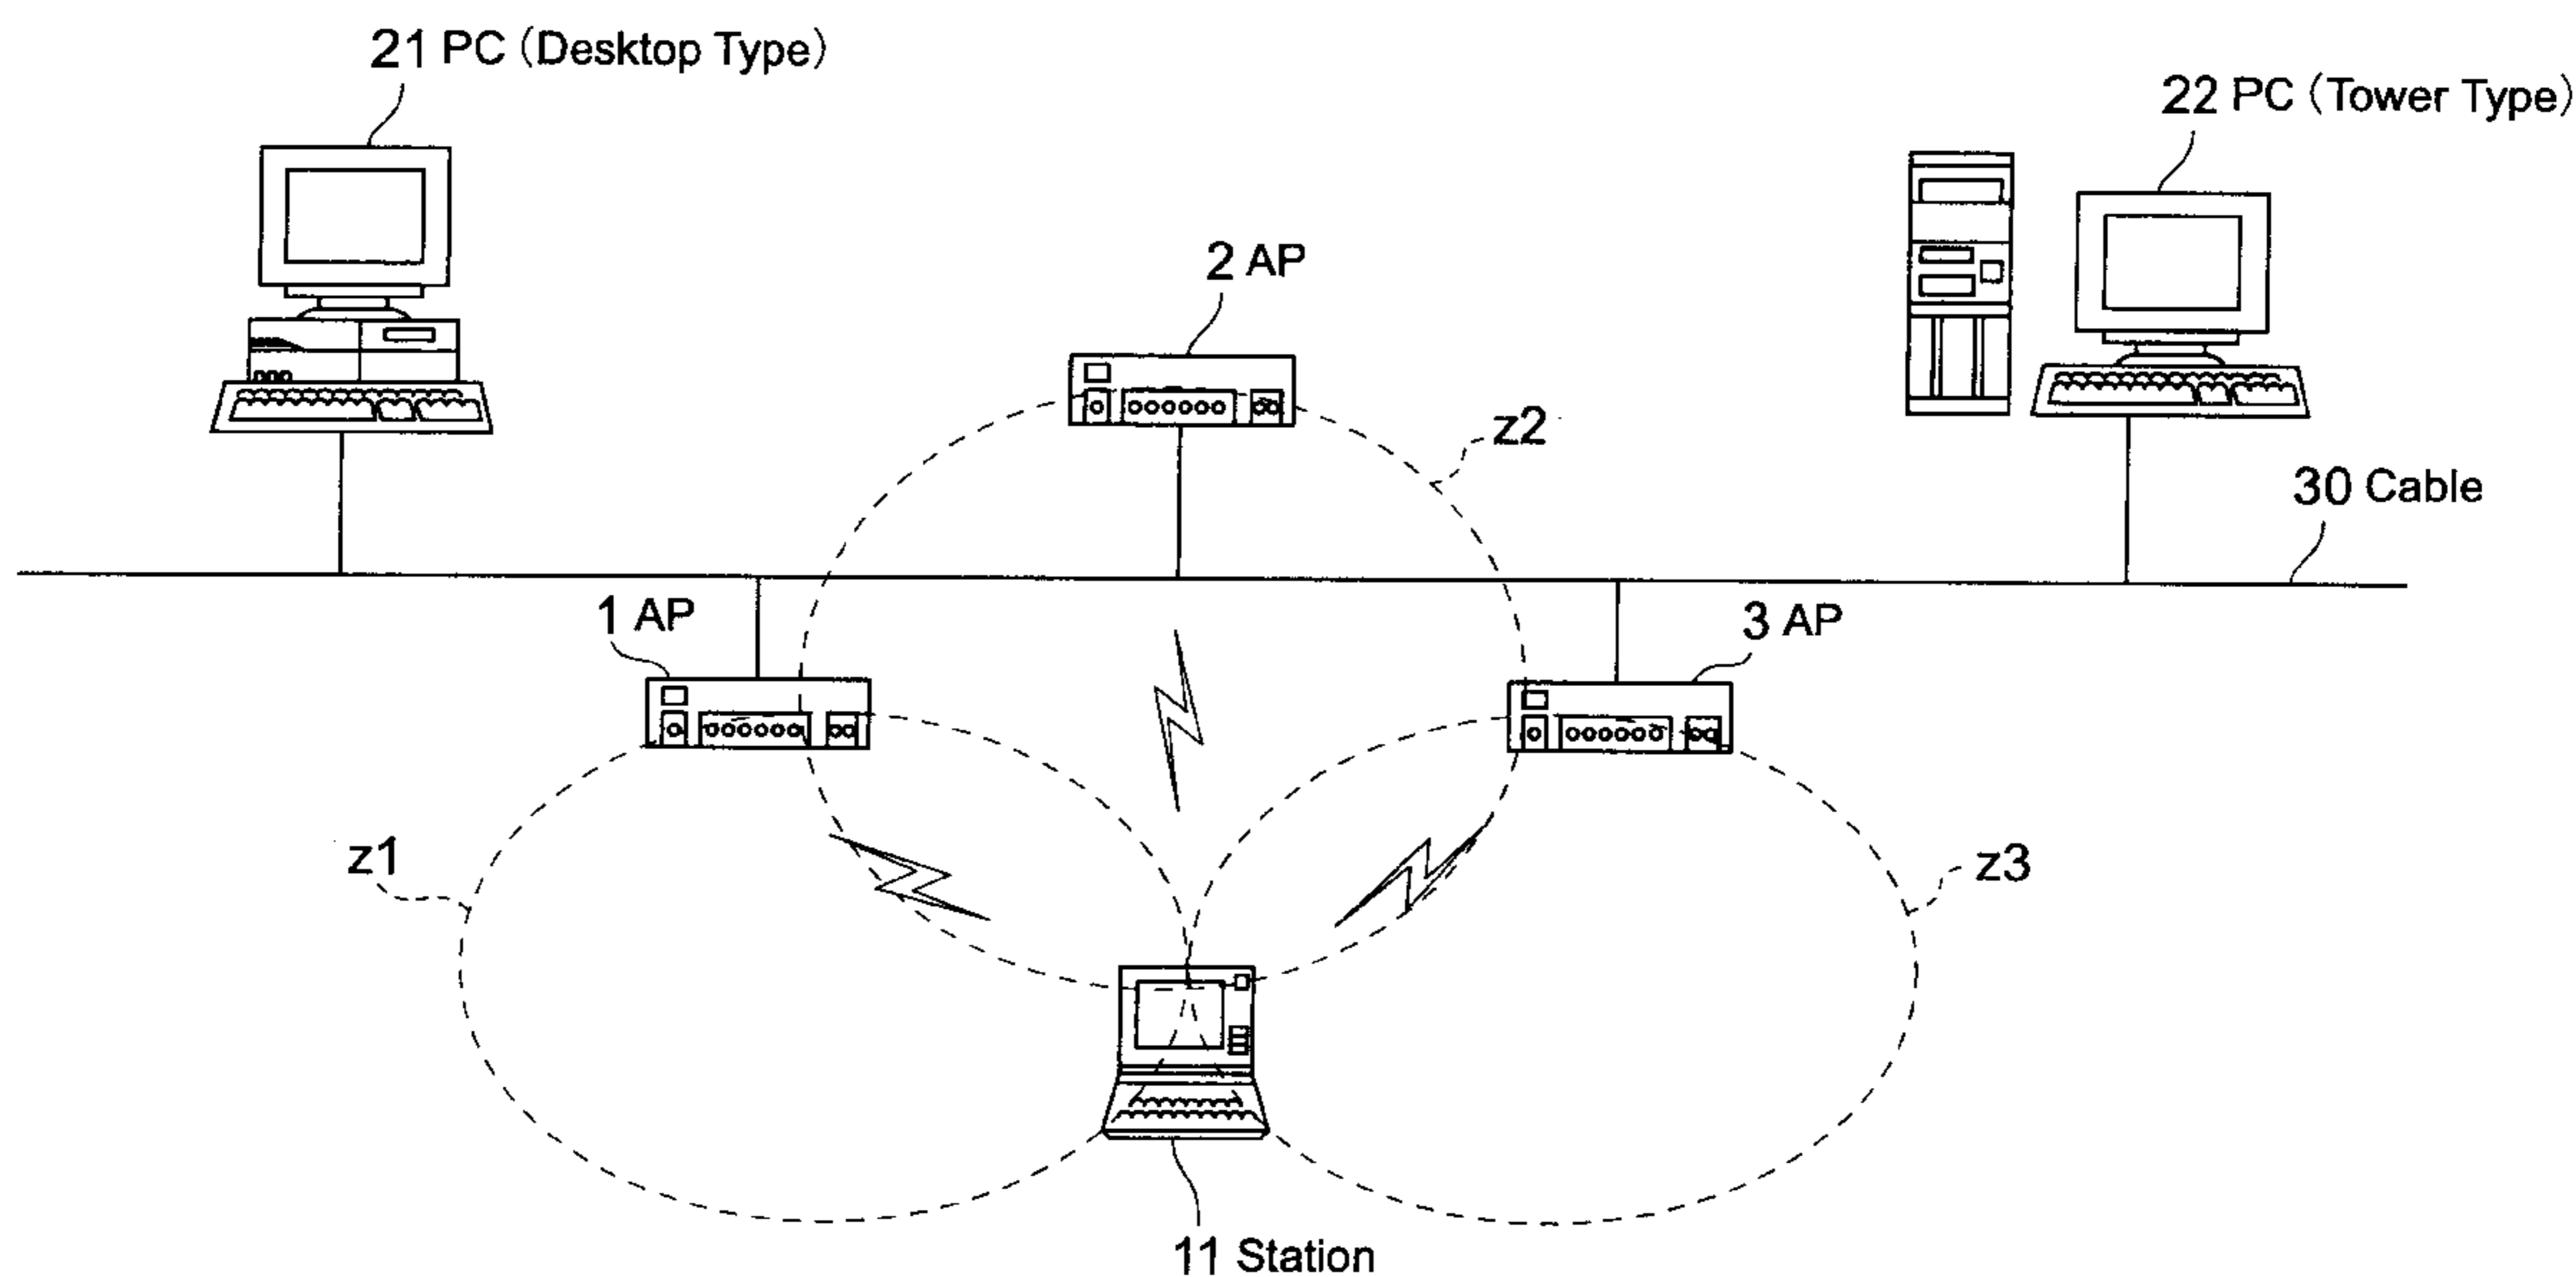 21 PC (Desktop Type)
22 PC (Tower Type)
2 AP
z2
30 Cable
1 AP
3 AP
z1
z3
11 Station